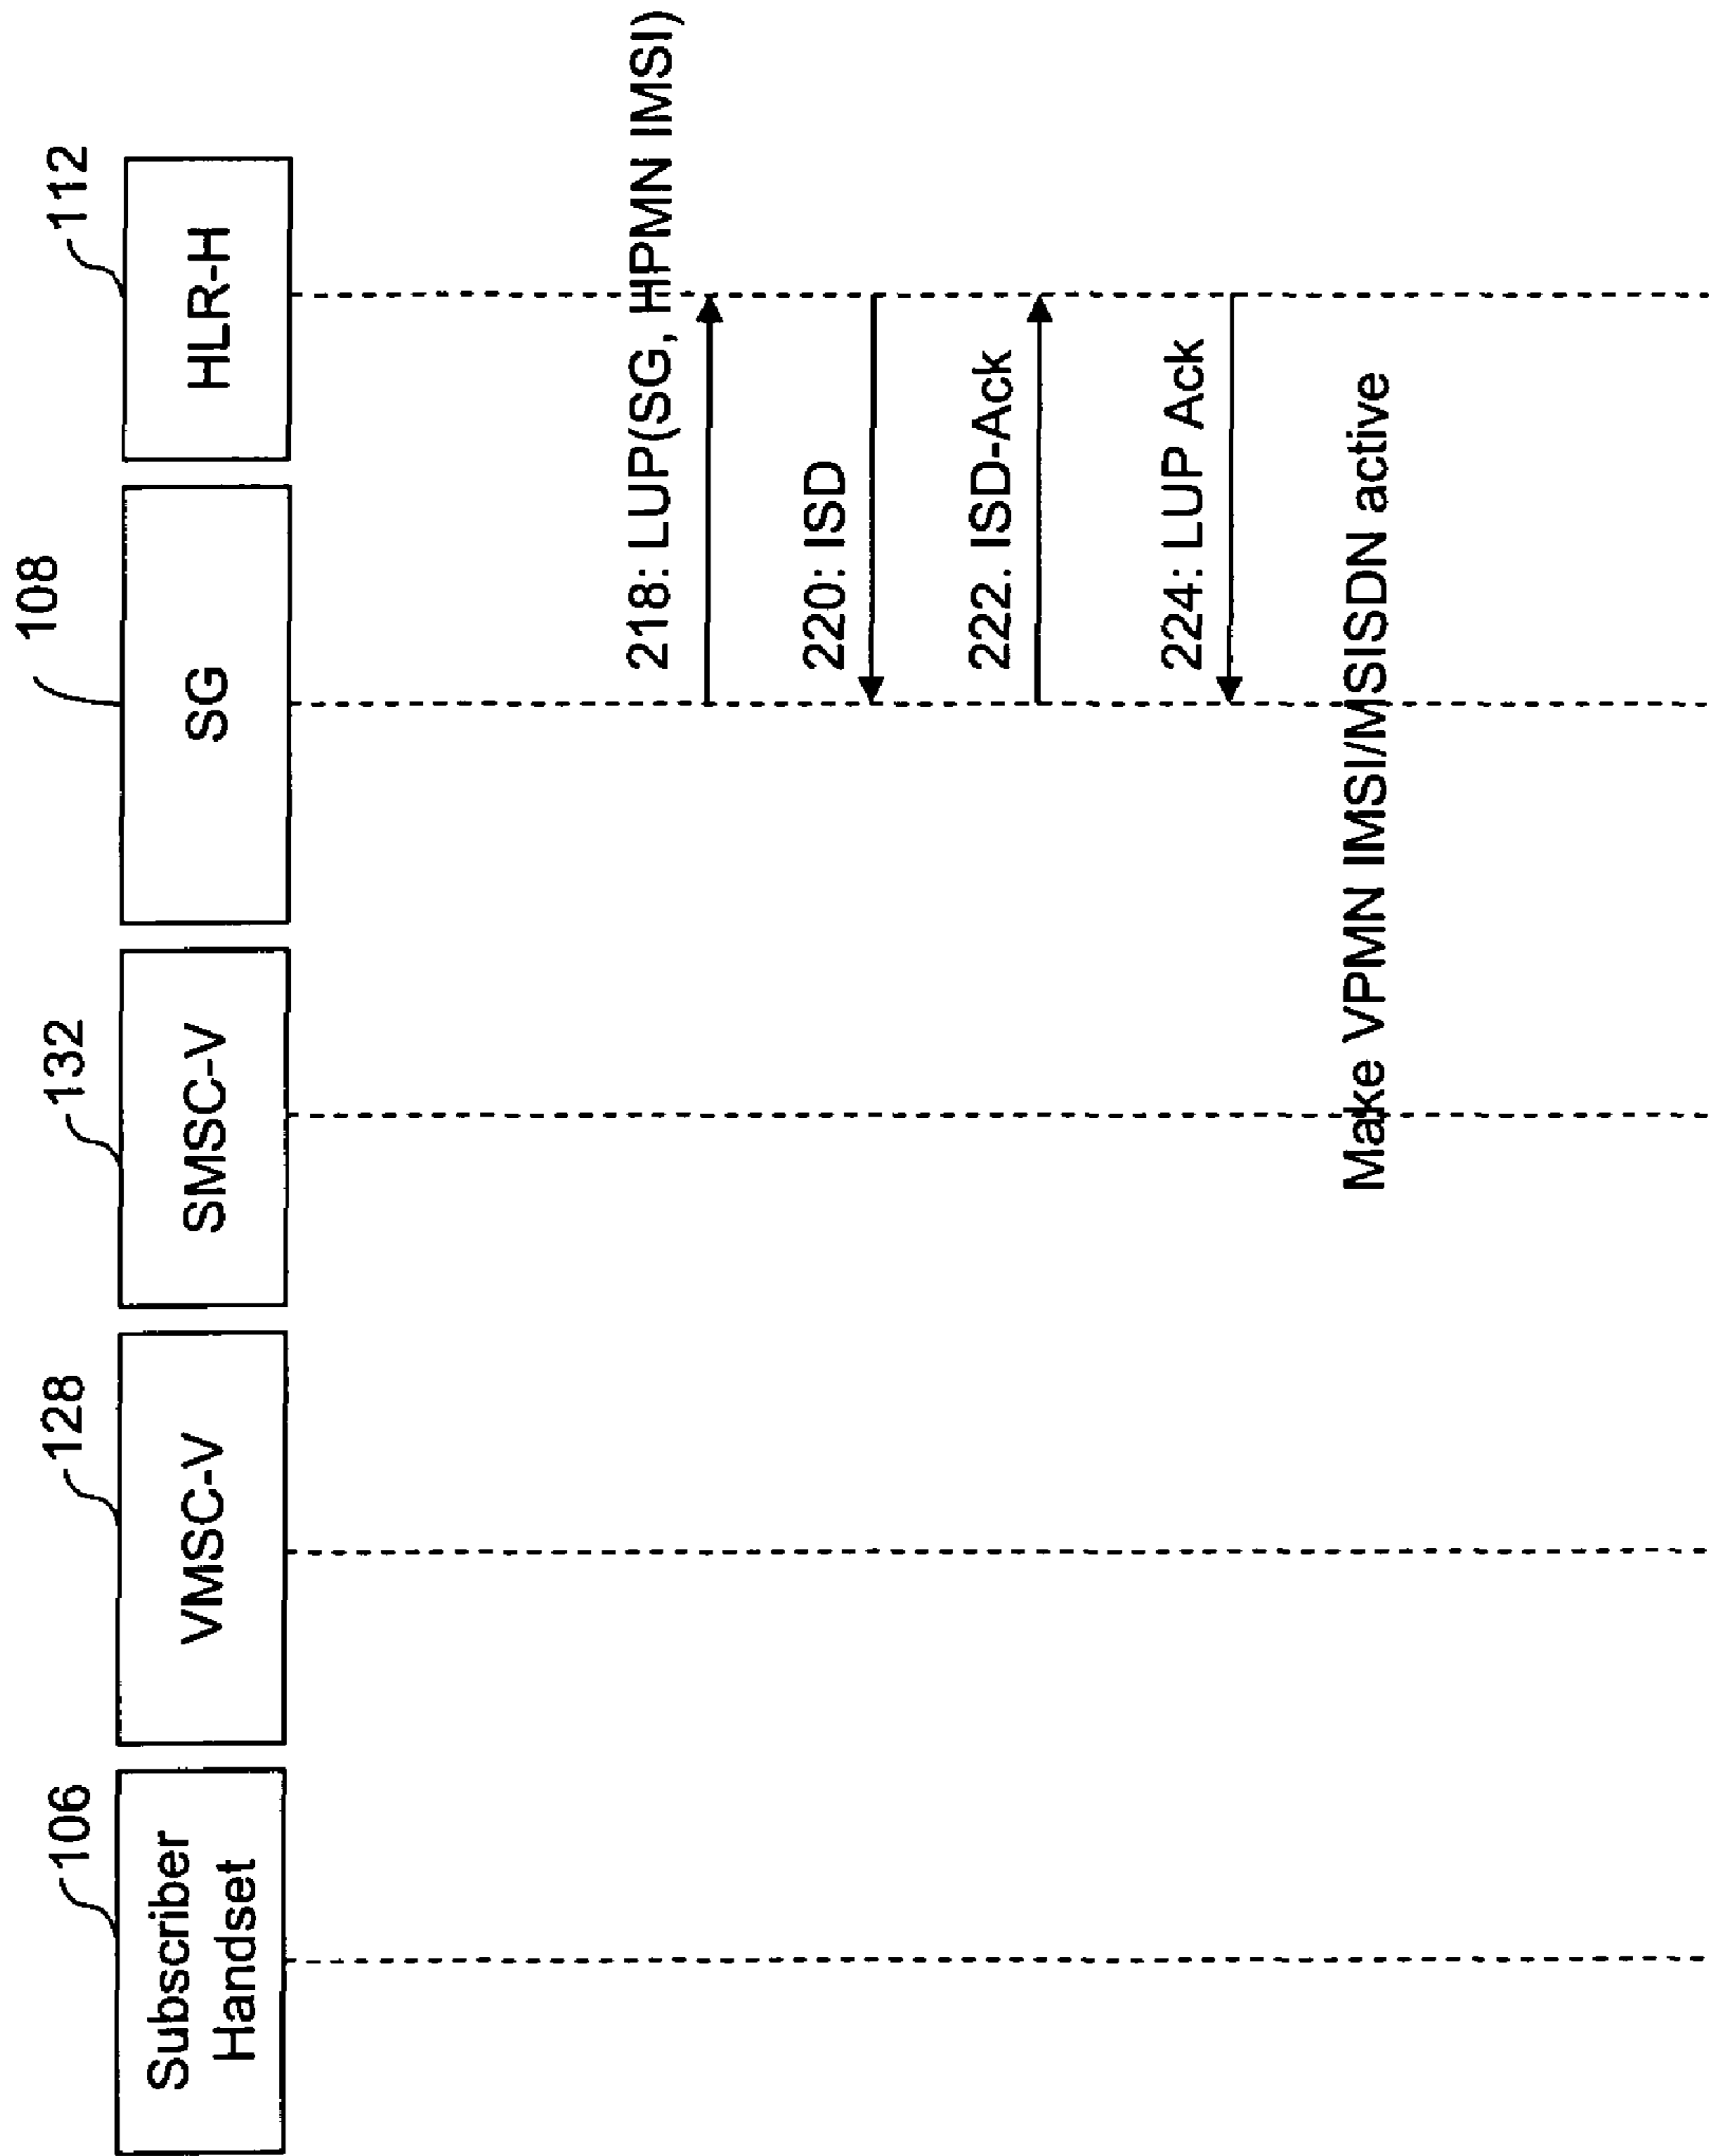 106
128
132
108
112
Subscriber
Handset
VMSC-V
SMSC-V
SG
HLR-H
218: LUP(SG, HPMN IMSI)
220: ISD
222. ISD-Ack
224: LUP Ack
Make VPMN IMSI/MSISDN active